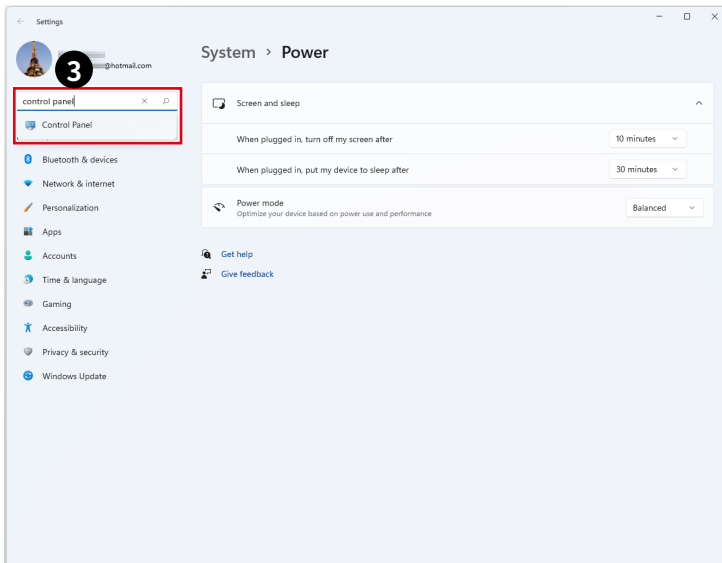 Settings
@hotmail.com
3
control panel
Control Panel
Bluetooth & devices
Network & internet
Personalization
Apps
Accounts
Time & language
Gaming
Accessibility
Privacy & security
Windows Update
System > Power
Screen and sleep
When plugged in, turn off my screen after 10 minutes
When plugged in, put my device to sleep after 30 minutes
Power mode
Optimize your device based on power use and performance
Balanced
Get help
Give feedback